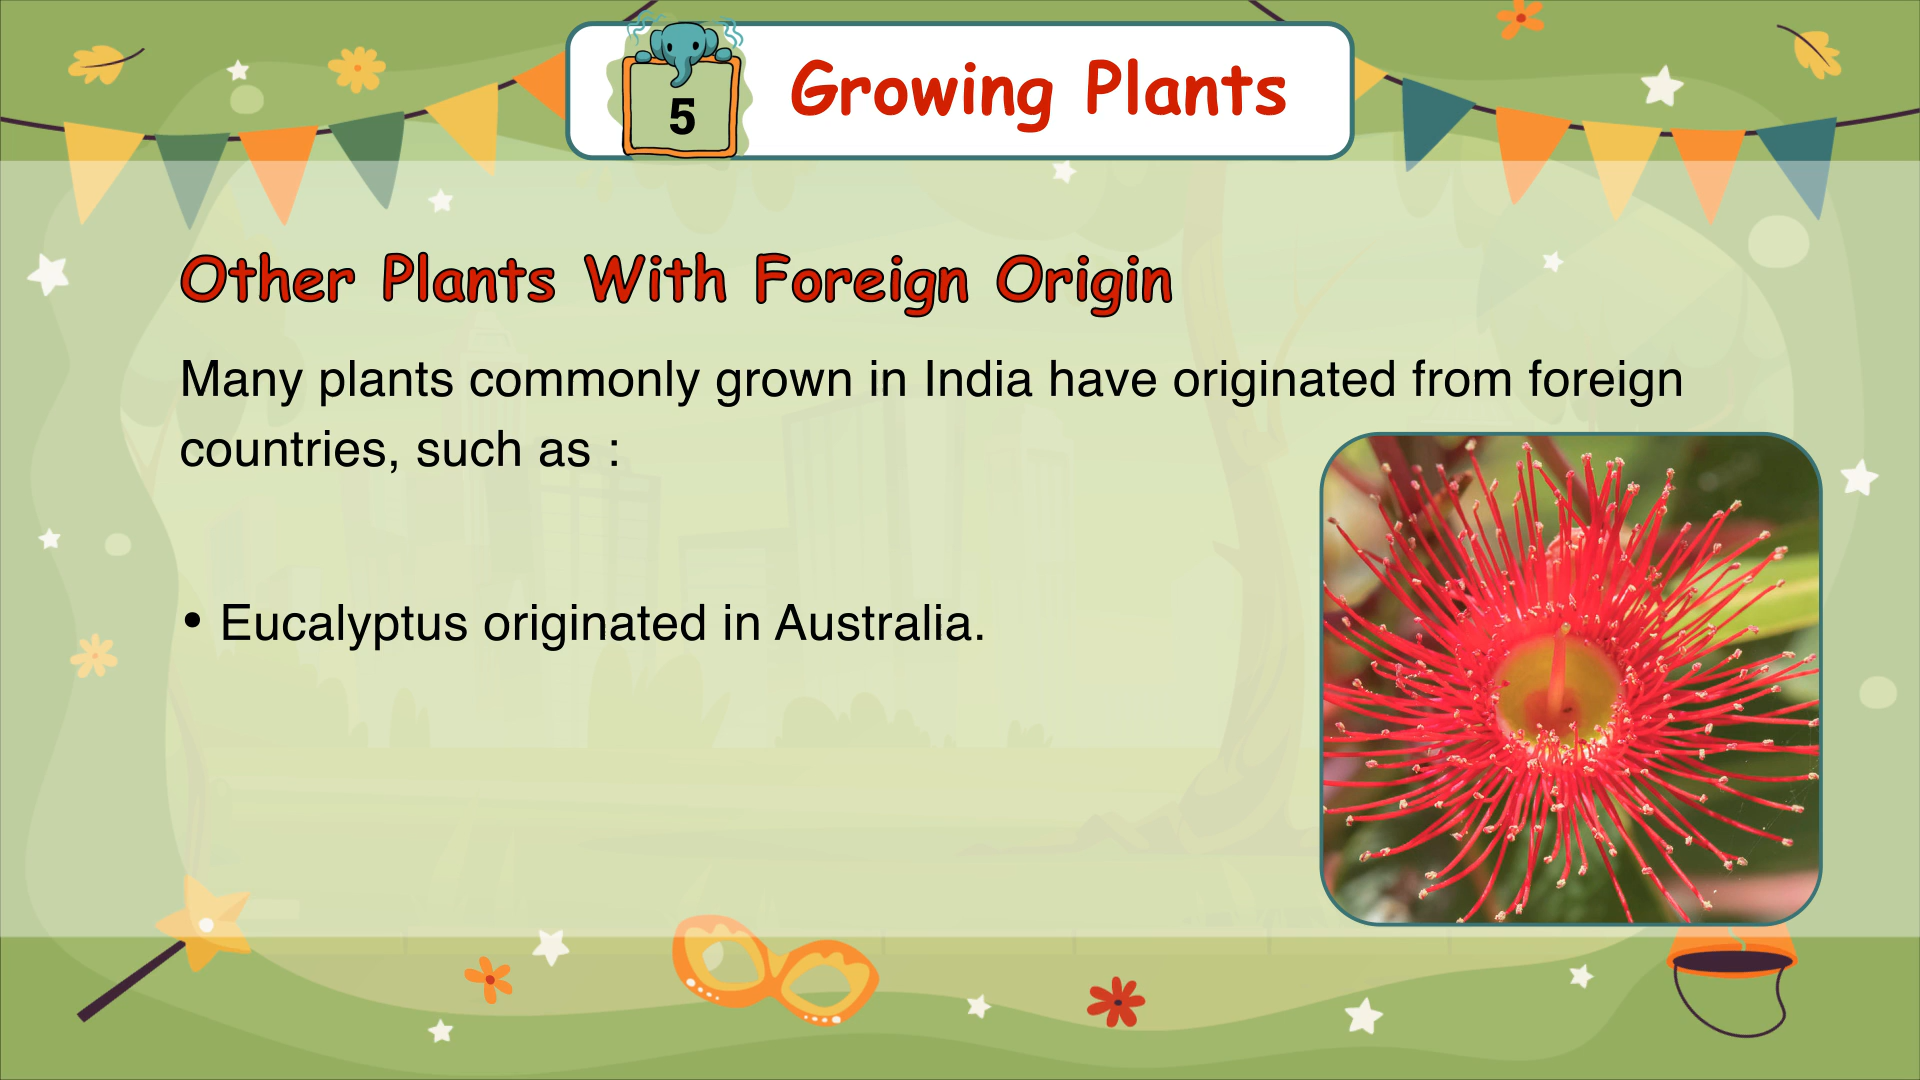 5
Growing Plants
Other Plants With Foreign Origin
Many plants commonly grown in India have originated from foreign
countries, such as :
• Eucalyptus originated in Australia.